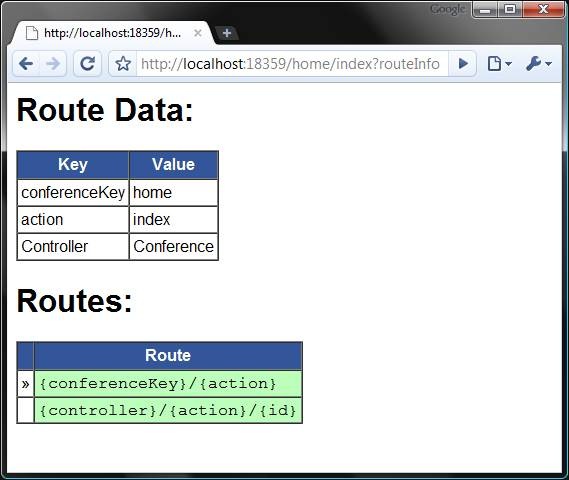 Google
http://localhost:18359/h...
http://localhost:18359/home/index?routeInfo
Route Data:
Key Value
conferenceKey home
action index
Controller Conference
Routes:
Route
» {conferenceKey}/{action}
{controller}/{action}/{id}